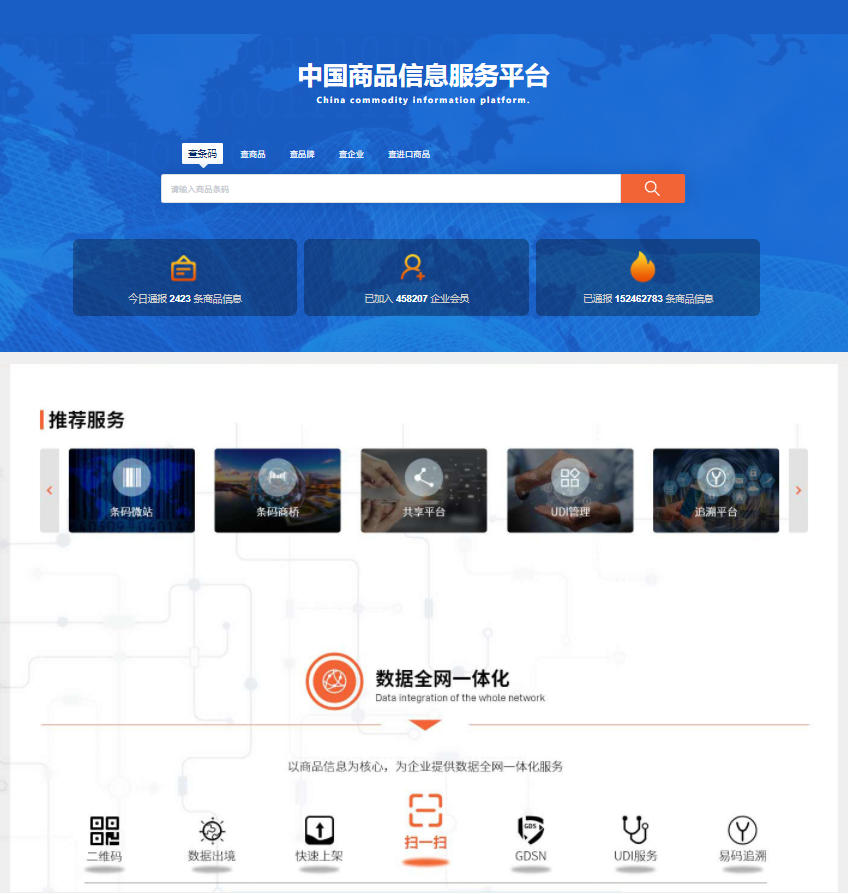 中国商品信息服务平台
China commodity information platform.
查条码 查商品 查品牌 查企业 查进口商品
请输入商品条码
今日通报 2423 条商品信息
已加入 458207 企业会员
已通报 152462783 条商品信息
推荐服务
条码微站 条码商桥 共享平台 UDI管理 追溯平台
数据全网一体化
Data integration of the whole network
以商品信息为核心，为企业提供数据全网一体化服务
二维码 数据出境 快速上架 扫一扫 GDSN UDI服务 易码追溯
GDS